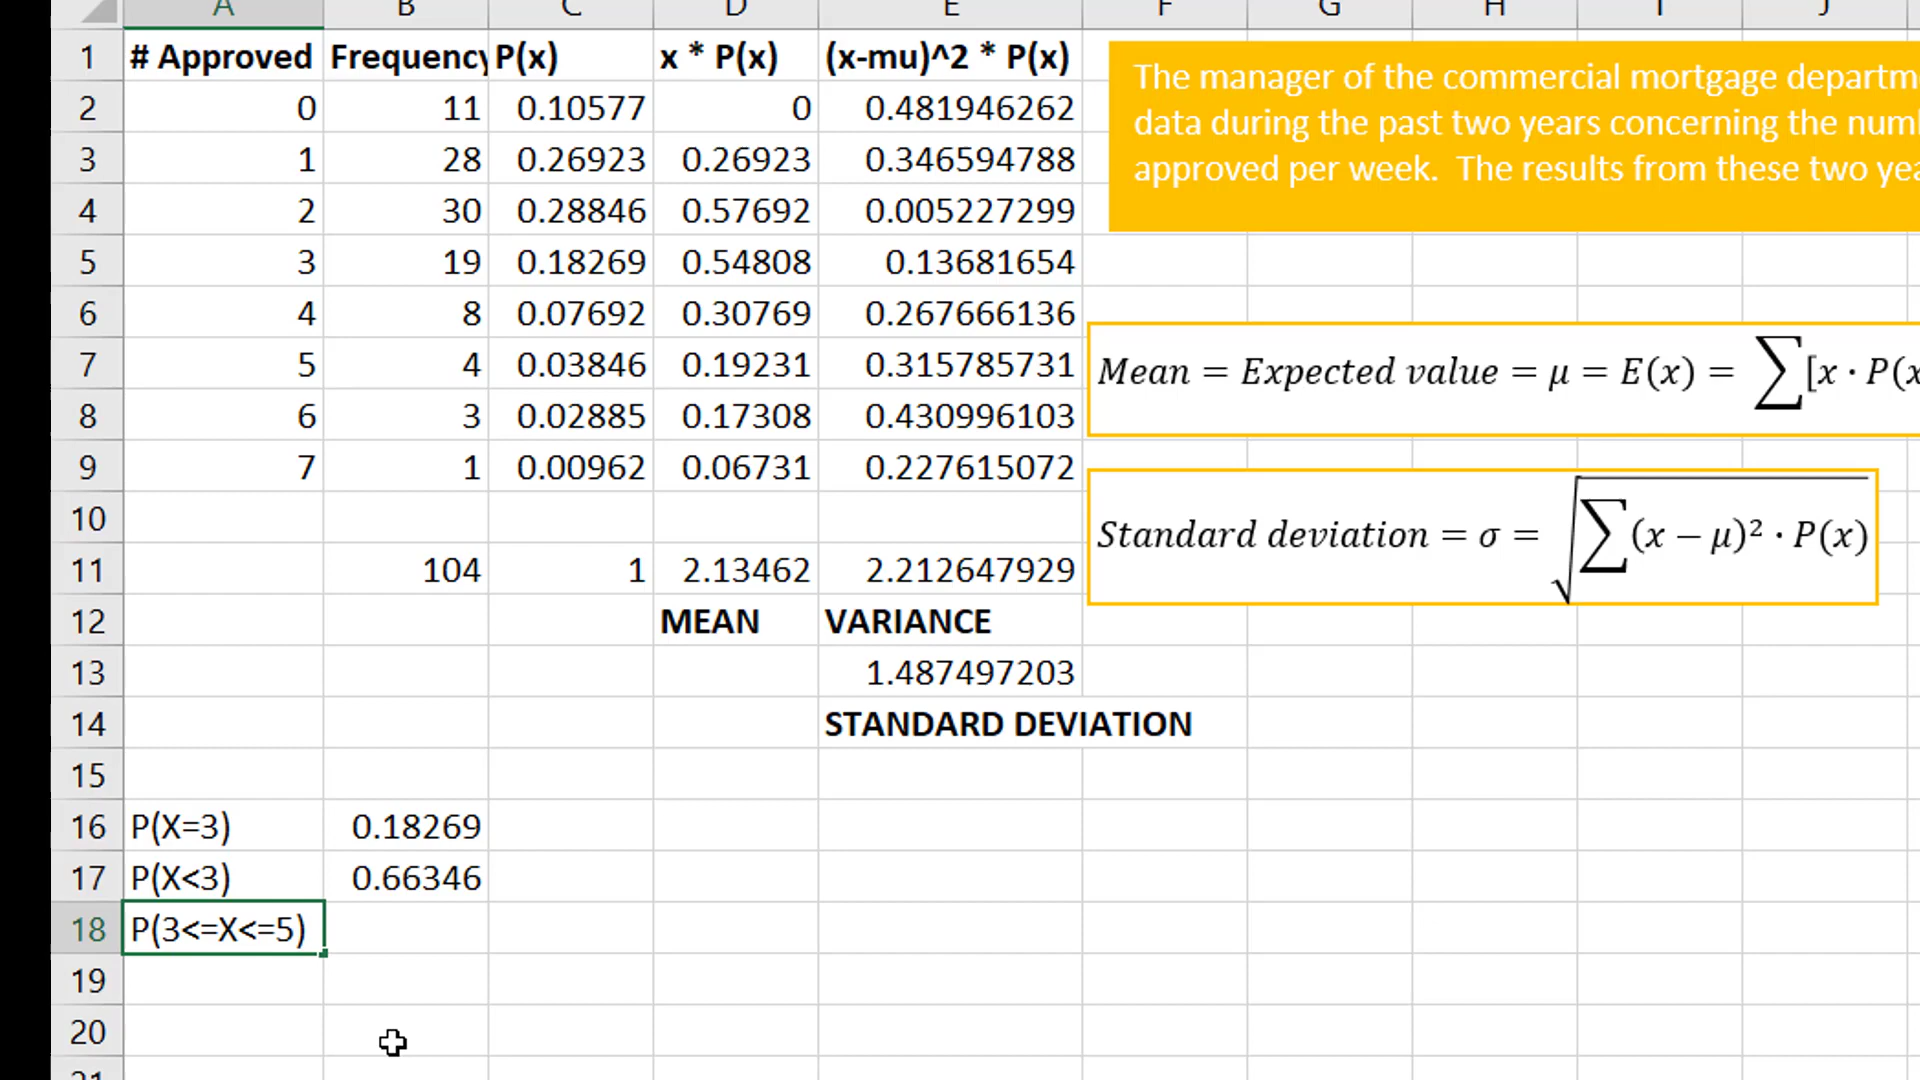 A B C D E F G H I J
1 # Approved Frequency P(x) x * P(x) (x-mu)^2 * P(x)
2 0 11 0.10577 0 0.481946262
3 1 28 0.26923 0.26923 0.346594788
4 2 30 0.28846 0.57692 0.005227299
5 3 19 0.18269 0.54808 0.13681654
6 4 8 0.07692 0.30769 0.267666136
7 5 4 0.03846 0.19231 0.315785731
8 6 3 0.02885 0.17308 0.430996103
9 7 1 0.00962 0.06731 0.227615072
10
11 104 1 2.13462 2.212647929
12 MEAN VARIANCE
13 1.487497203
14 STANDARD DEVIATION
15
16 P(X=3) 0.18269
17 P(X<3) 0.66346
18 P(3<=X<=5)
19
20
The manager of the commercial mortgage
data during the past two years concerning the
approved per week. The results from these two
Mean = Expected value = μ = E(x) = ∑[x · P(x
Standard deviation = σ = √∑(x − μ)² · P(x)